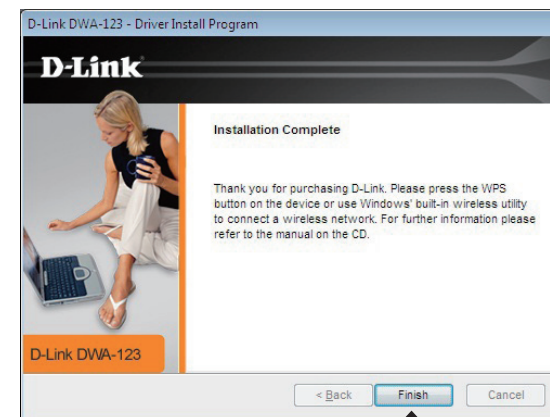 D-Link DWA-123 - Driver Install Program
D-Link
Installation Complete
Thank you for purchasing D-Link. Please press the WPS
button on the device or use Windows' built-in wireless utility
to connect a wireless network. For further information please
refer to the manual on the CD.
D-Link DWA-123
< Back
Finish
Cancel